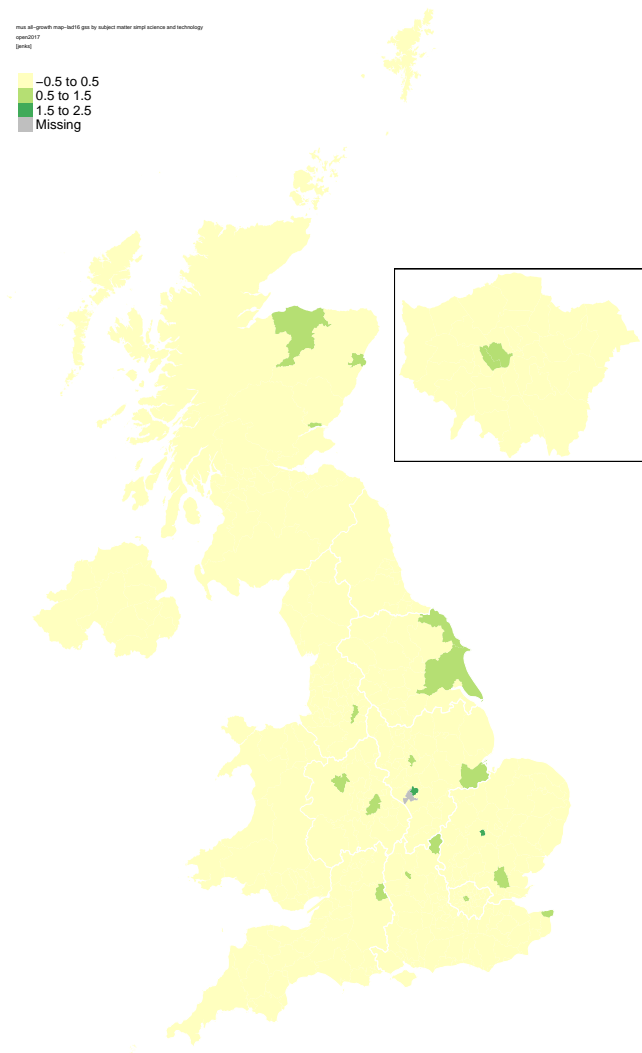 mus all−growth map−lad16 gss by subject matter simpl science and technology
open2017
[jenks]
−0.5 to 0.5
0.5 to 1.5
1.5 to 2.5
Missing